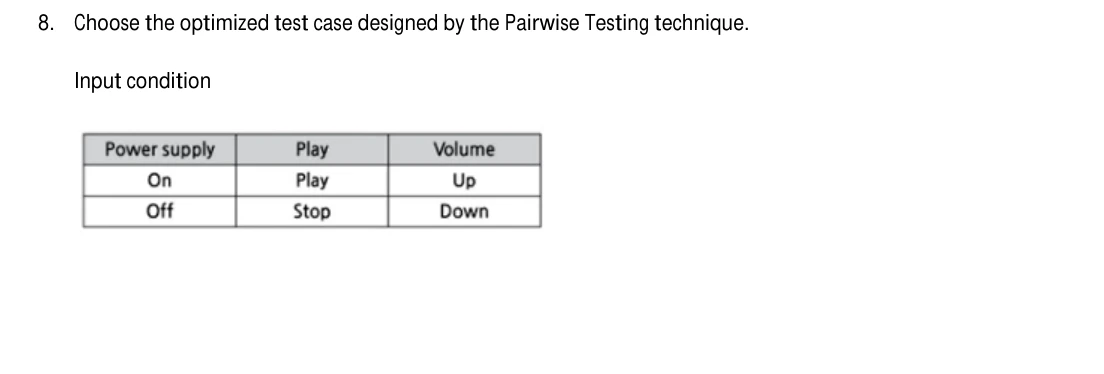 8. Choose the optimized test case designed by the Pairwise Testing technique.
Input condition
Power supply Play Volume
On Play Up
Off Stop Down